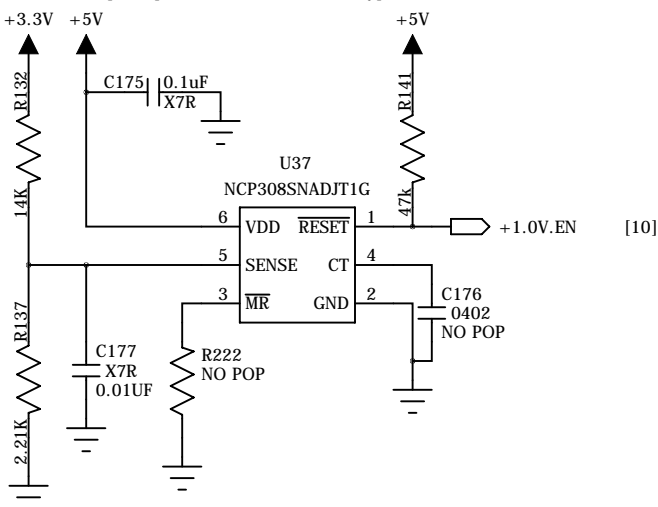 +3.3V +5V
+5V
R132
14K
C175
0.1uF
X7R
R141
47k
U37
NCP308SNADJT1G
6 VDD
RESET 1
+1.0V.EN [10]
5 SENSE
CT 4
3 MR
GND 2
C176
0402
NO POP
R137
2.21K
C177
X7R
0.01UF
R222
NO POP